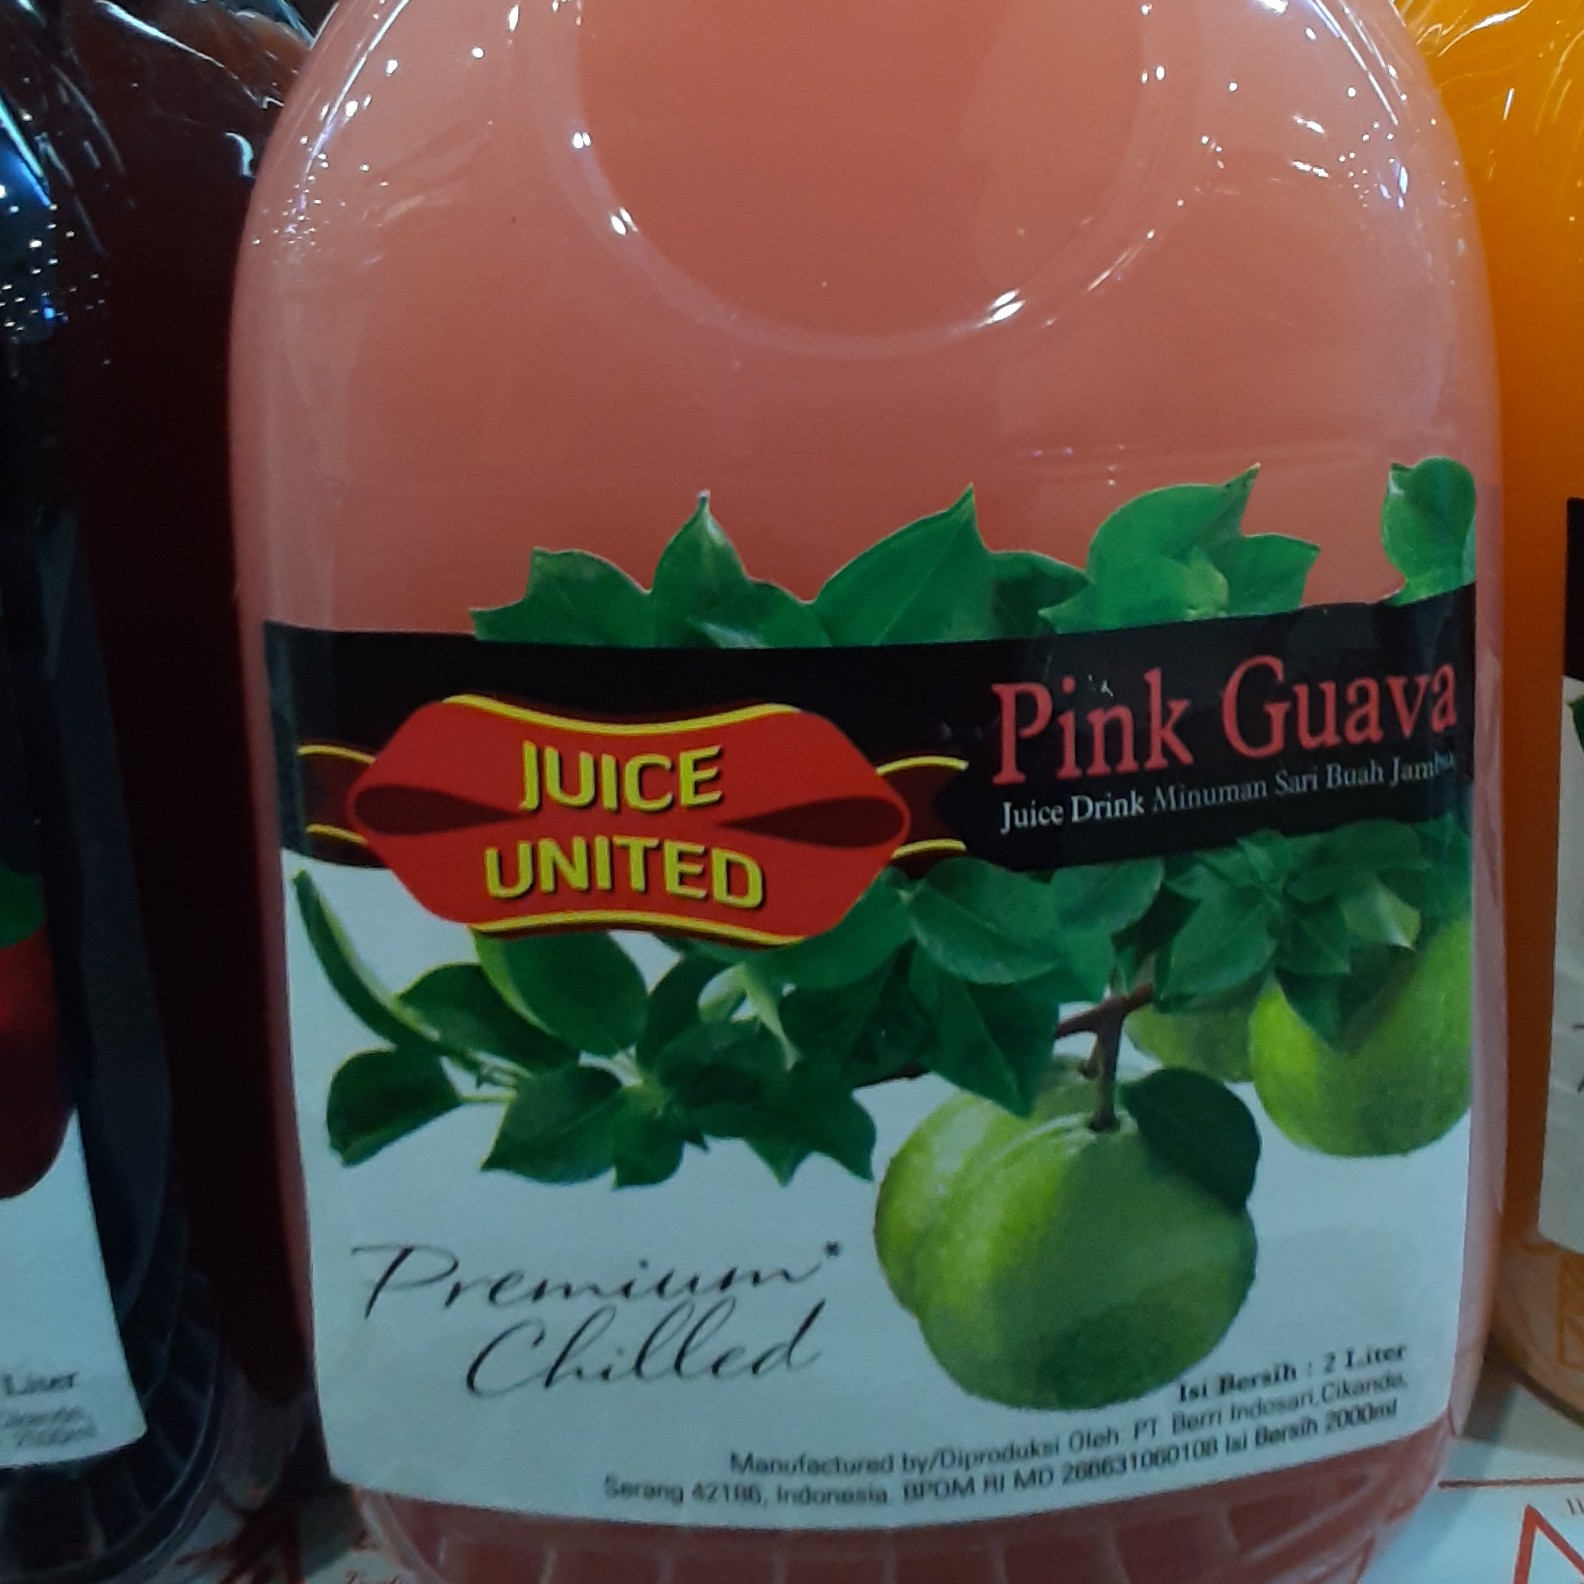 JUICE
UNITED
Pink Guava
Juice Drink Minuman Sari Buah Jambu
Premium*
Chilled
Isi Bersih : 2 Liter
Manufactured by/Diproduksi Oleh: PT. Berri Indosari, Cikande,
Serang 42186, Indonesia. BPOM RI MD 266631060108 Isi Bersih 2000ml
Liter